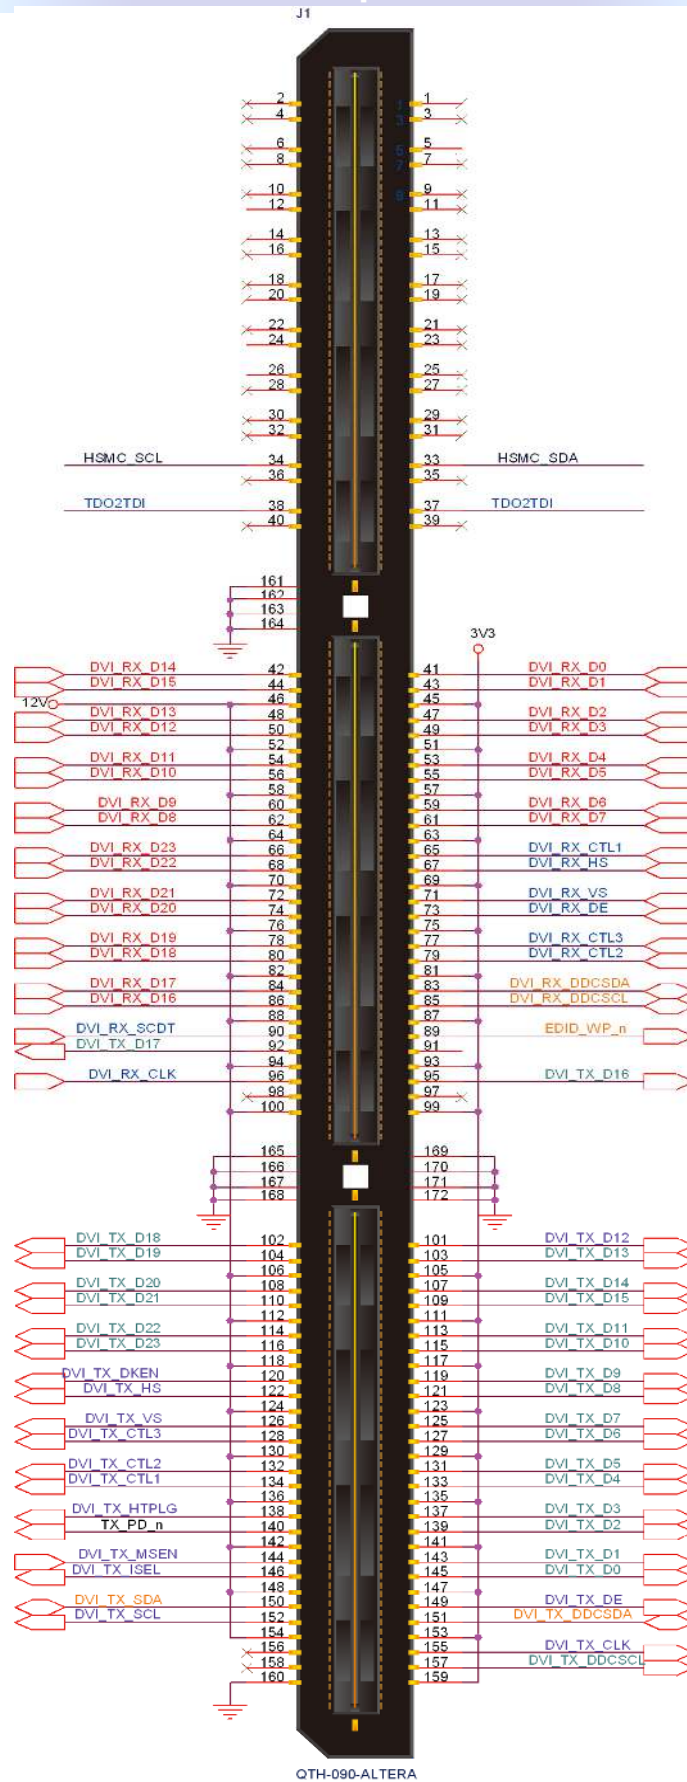 J1
2 1
4 3
6 5
8 7
10 9
12 11
14 13
16 15
18 17
20 19
22 21
24 23
26 25
28 27
30 29
32 31
HSMC_SCL 34 33 HSMC_SDA
36 35
TDO2TDI 38 37 TDO2TDI
40 39
161
162
163
164
3V3
DVI_RX_D14 42 41 DVI_RX_D0
DVI_RX_D15 44 43 DVI_RX_D1
12V 46 45
DVI_RX_D13 48 47 DVI_RX_D2
DVI_RX_D12 50 49 DVI_RX_D3
52 51
DVI_RX_D11 54 53 DVI_RX_D4
DVI_RX_D10 56 55 DVI_RX_D5
58 57
DVI_RX_D9 60 59 DVI_RX_D6
DVI_RX_D8 62 61 DVI_RX_D7
64 63
DVI_RX_D23 66 65 DVI_RX_CTL1
DVI_RX_D22 68 67 DVI_RX_HS
70 69
DVI_RX_D21 72 71 DVI_RX_VS
DVI_RX_D20 74 73 DVI_RX_DE
76 75
DVI_RX_D19 78 77 DVI_RX_CTL3
DVI_RX_D18 80 79 DVI_RX_CTL2
82 81
DVI_RX_D17 84 83 DVI_RX_DDCSDA
DVI_RX_D16 86 85 DVI_RX_DDCSCL
88 87
DVI_RX_SCDT 90 89 EDID_WP_n
DVI_TX_D17 92 91
94 93
DVI_RX_CLK 96 95 DVI_TX_D16
98 97
100 99
165 169
166 170
167 171
168 172
DVI_TX_D18 102 101 DVI_TX_D12
DVI_TX_D19 104 103 DVI_TX_D13
106 105
DVI_TX_D20 108 107 DVI_TX_D14
DVI_TX_D21 110 109 DVI_TX_D15
112 111
DVI_TX_D22 114 113 DVI_TX_D11
DVI_TX_D23 116 115 DVI_TX_D10
118 117
DVI_TX_DKEN 120 119 DVI_TX_D9
DVI_TX_HS 122 121 DVI_TX_D8
124 123
DVI_TX_VS 126 125 DVI_TX_D7
DVI_TX_CTL3 128 127 DVI_TX_D6
130 129
DVI_TX_CTL2 132 131 DVI_TX_D5
DVI_TX_CTL1 134 133 DVI_TX_D4
136 135
DVI_TX_HTPLG 138 137 DVI_TX_D3
TX_PD_n 140 139 DVI_TX_D2
142 141
DVI_TX_MSEN 144 143 DVI_TX_D1
DVI_TX_ISEL 146 145 DVI_TX_D0
148 147
DVI_TX_SDA 150 149 DVI_TX_DE
DVI_TX_SCL 152 151 DVI_TX_DDCSDA
154 153
156 155 DVI_TX_CLK
158 157 DVI_TX_DDCSCL
160 159
QTH-090-ALTERA